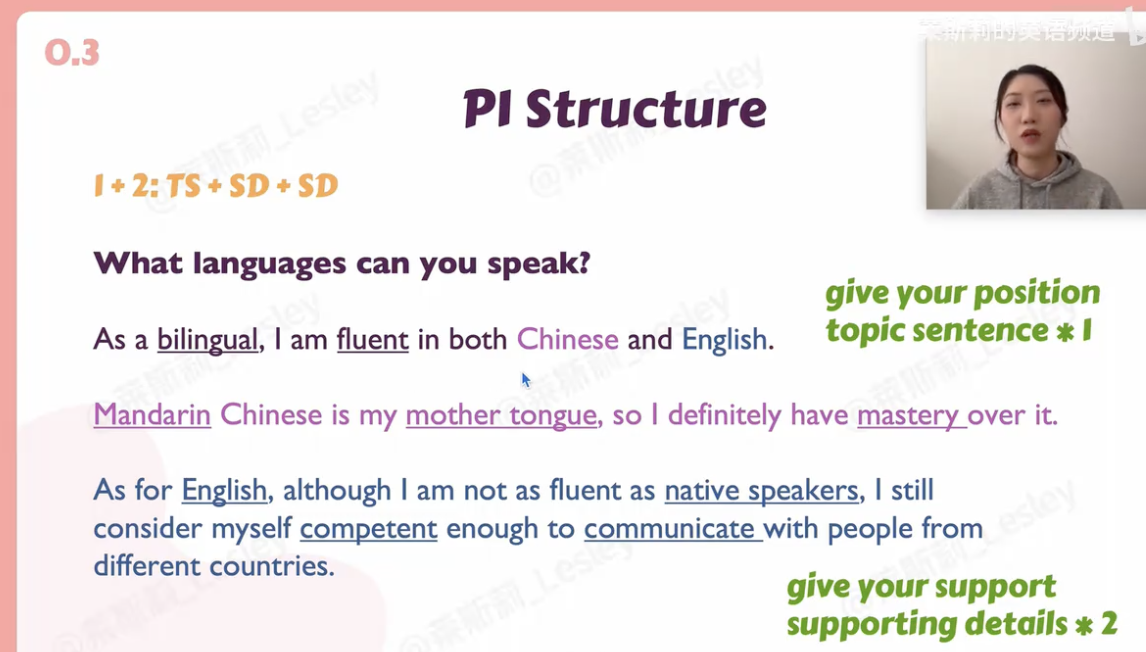 莱斯莉的英语频道
O.3
P1 Structure
1 + 2: TS + SD + SD
What languages can you speak?
give your position
topic sentence * 1
As a bilingual, I am fluent in both Chinese and English.
Mandarin Chinese is my mother tongue, so I definitely have mastery over it.
As for English, although I am not as fluent as native speakers, I still
consider myself competent enough to communicate with people from
different countries.
give your support
supporting details * 2
@莱斯莉_Lesley